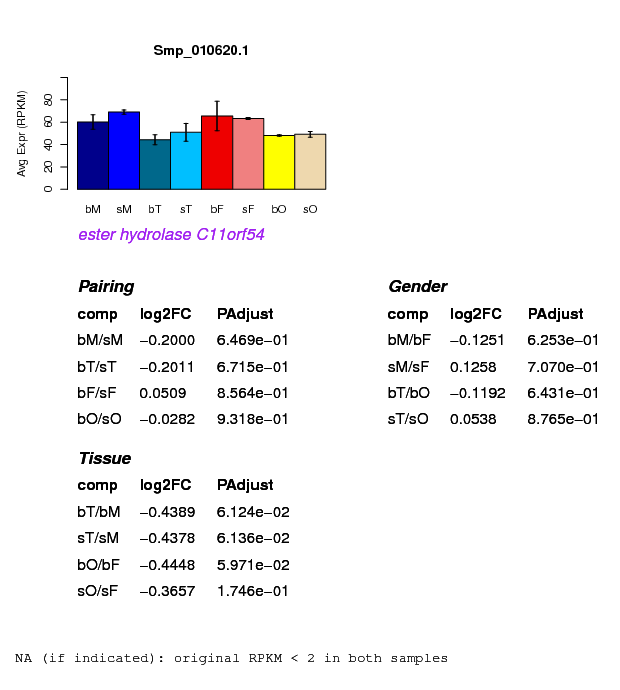 Smp_010620.1
Avg Expr (RPKM)
0 20 40 60 80
bM sM bT sT bF sF bO sO
ester hydrolase C11orf54
Pairing
comp log2FC PAdjust
bM/sM −0.2000 6.469e−01
bT/sT −0.2011 6.715e−01
bF/sF 0.0509 8.564e−01
bO/sO −0.0282 9.318e−01
Gender
comp log2FC PAdjust
bM/bF −0.1251 6.253e−01
sM/sF 0.1258 7.070e−01
bT/bO −0.1192 6.431e−01
sT/sO 0.0538 8.765e−01
Tissue
comp log2FC PAdjust
bT/bM −0.4389 6.124e−02
sT/sM −0.4378 6.136e−02
bO/bF −0.4448 5.971e−02
sO/sF −0.3657 1.746e−01
NA (if indicated): original RPKM < 2 in both samples